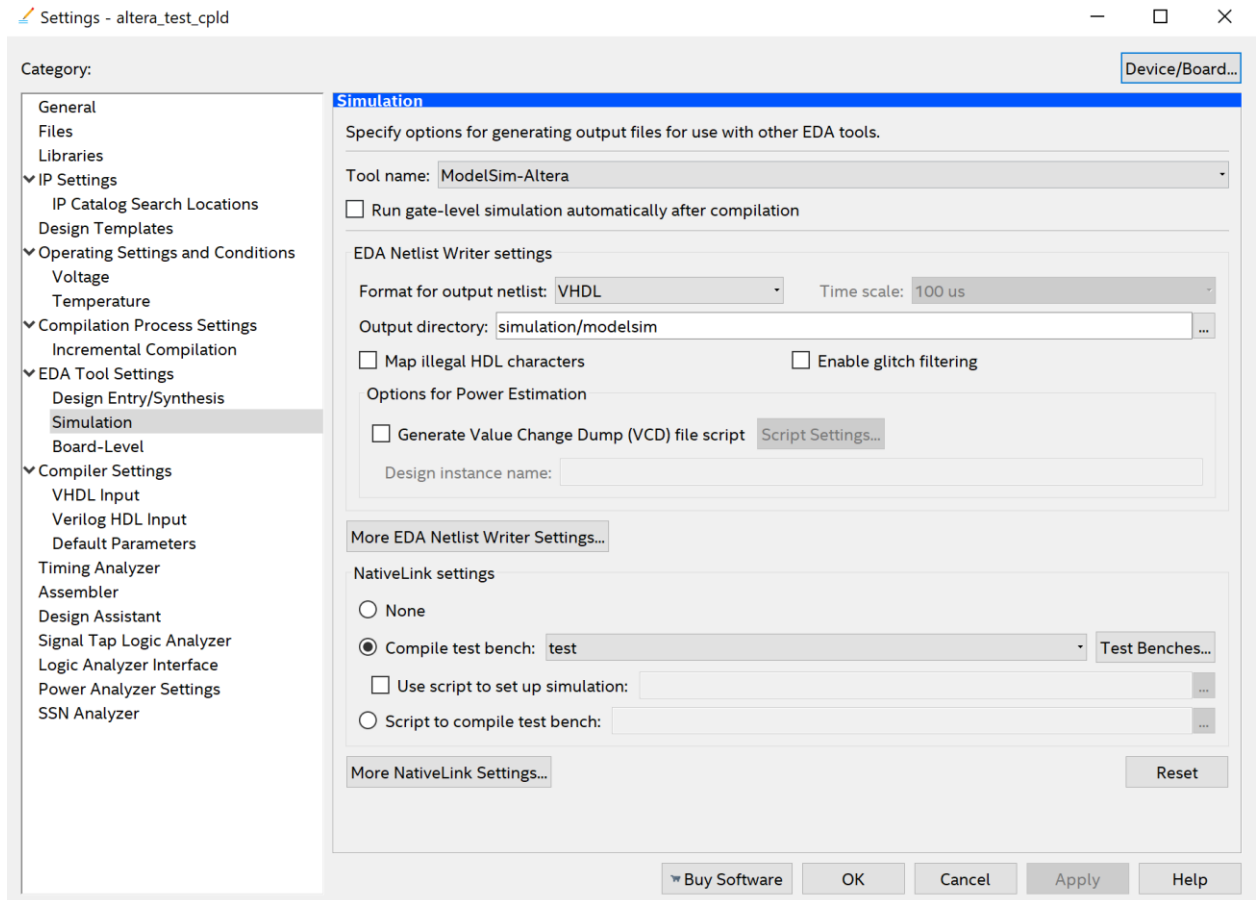 Settings - altera_test_cpld
Category:
Device/Board...
General
Files
Libraries
IP Settings
IP Catalog Search Locations
Design Templates
Operating Settings and Conditions
Voltage
Temperature
Compilation Process Settings
Incremental Compilation
EDA Tool Settings
Design Entry/Synthesis
Simulation
Board-Level
Compiler Settings
VHDL Input
Verilog HDL Input
Default Parameters
Timing Analyzer
Assembler
Design Assistant
Signal Tap Logic Analyzer
Logic Analyzer Interface
Power Analyzer Settings
SSN Analyzer
Simulation
Specify options for generating output files for use with other EDA tools.
Tool name: ModelSim-Altera
Run gate-level simulation automatically after compilation
EDA Netlist Writer settings
Format for output netlist: VHDL Time scale: 100 us
Output directory: simulation/modelsim ...
Map illegal HDL characters Enable glitch filtering
Options for Power Estimation
Generate Value Change Dump (VCD) file script Script Settings...
Design instance name:
More EDA Netlist Writer Settings...
NativeLink settings
None
Compile test bench: test Test Benches...
Use script to set up simulation: ...
Script to compile test bench: ...
More NativeLink Settings... Reset
Buy Software OK Cancel Apply Help